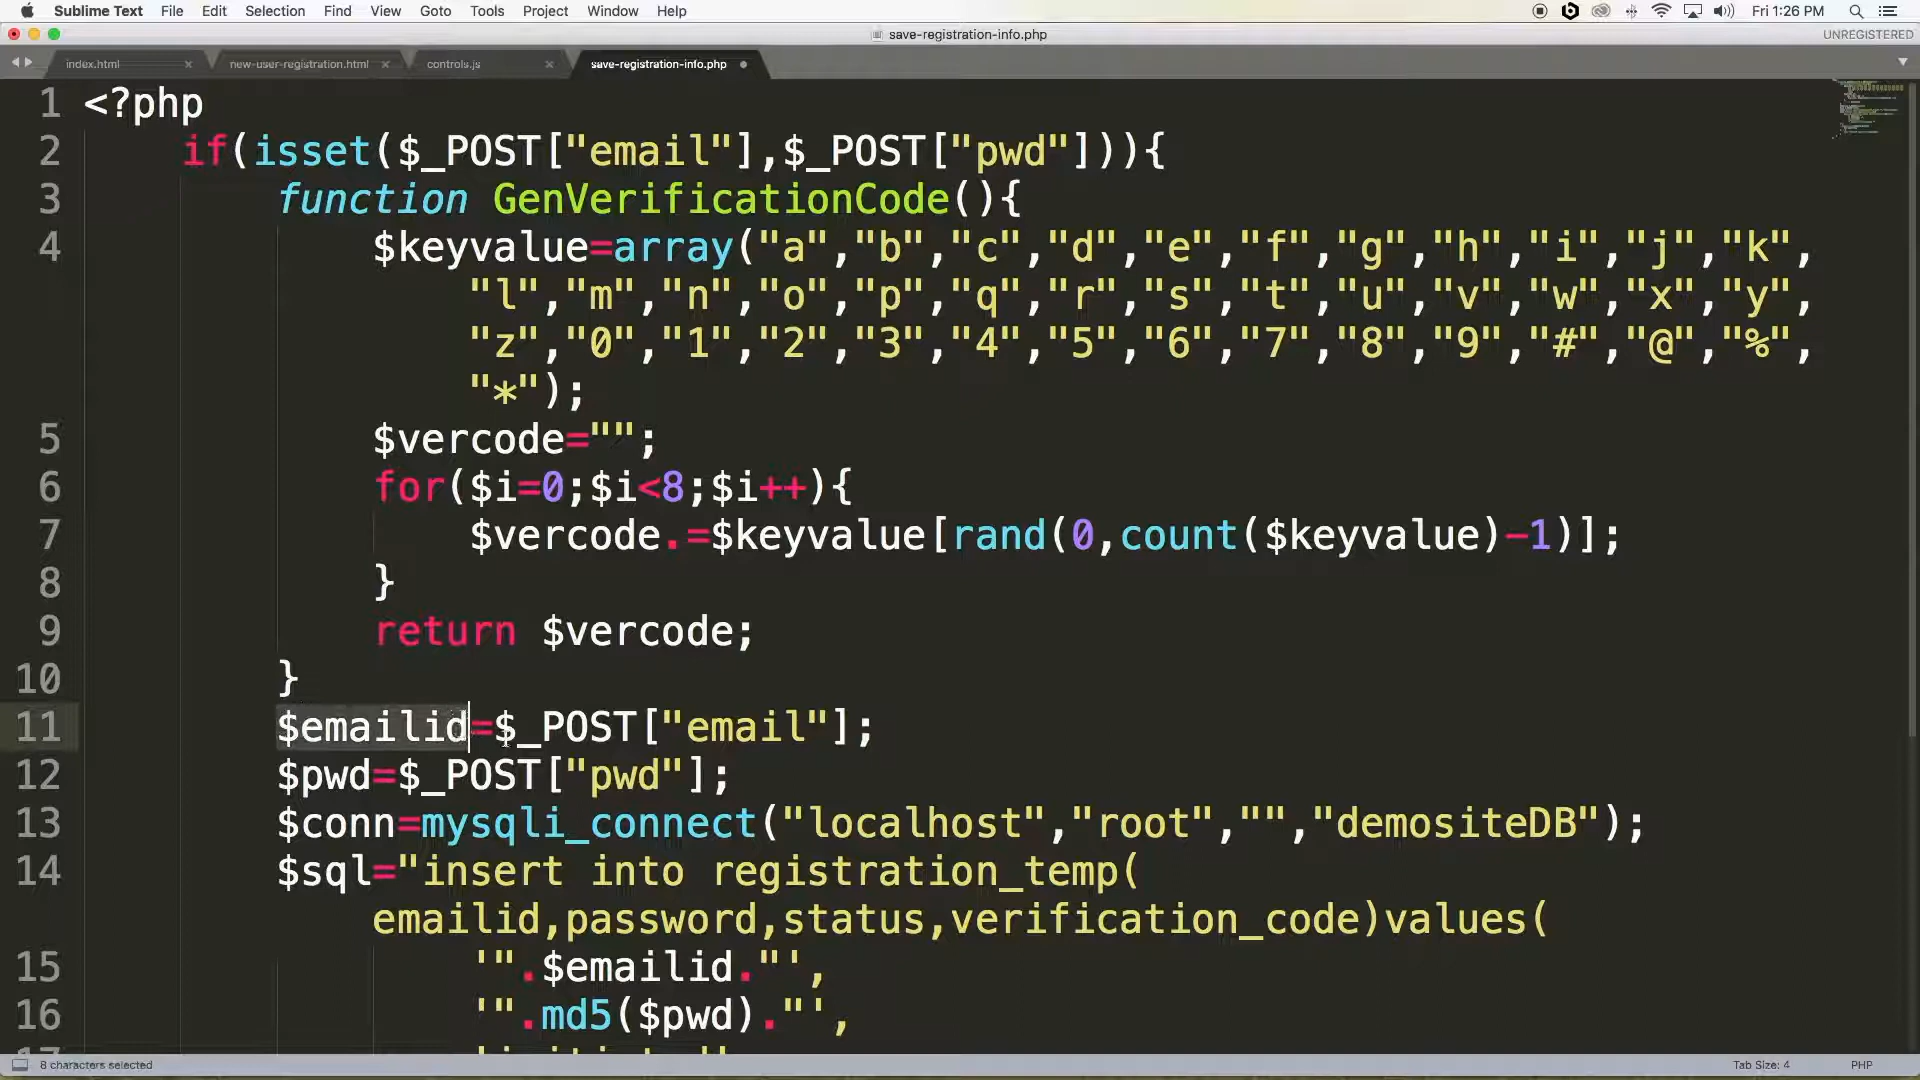 Sublime Text File Edit Selection Find View Goto Tools Project Window Help Fri 1:26 PM
save-registration-info.php UNREGISTERED
index.html new-user-registration.html controls.js save-registration-info.php
1 <?php
2 if(isset($_POST["email"],$_POST["pwd"])){
3 function GenVerificationCode(){
4 $keyvalue=array("a","b","c","d","e","f","g","h","i","j","k",
"l","m","n","o","p","q","r","s","t","u","v","w","x","y",
"z","0","1","2","3","4","5","6","7","8","9","#","@","%",
"*");
5 $vercode="";
6 for($i=0;$i<8;$i++){
7 $vercode.=$keyvalue[rand(0,count($keyvalue)-1)];
8 }
9 return $vercode;
10 }
11 $emailid=$_POST["email"];
12 $pwd=$_POST["pwd"];
13 $conn=mysqli_connect("localhost","root","","demositeDB");
14 $sql="insert into registration_temp(
emailid,password,status,verification_code)values(
15 '".$emailid."',
16 '".md5($pwd)."',
8 characters selected Tab Size: 4 PHP